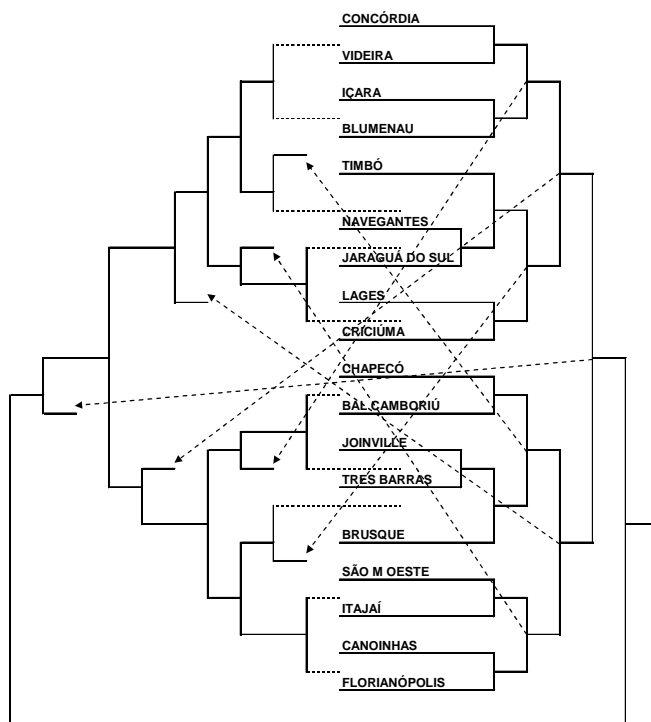 CONCÓRDIA
VIDEIRA
IÇARA
BLUMENAU
TIMBÓ
NAVEGANTES
JARAGUÁ DO SUL
LAGES
CRICIÚMA
CHAPECÓ
BAL CAMBORIÚ
JOINVILLE
TRES BARRAS
BRUSQUE
SÃO M OESTE
ITAJAÍ
CANOINHAS
FLORIANÓPOLIS